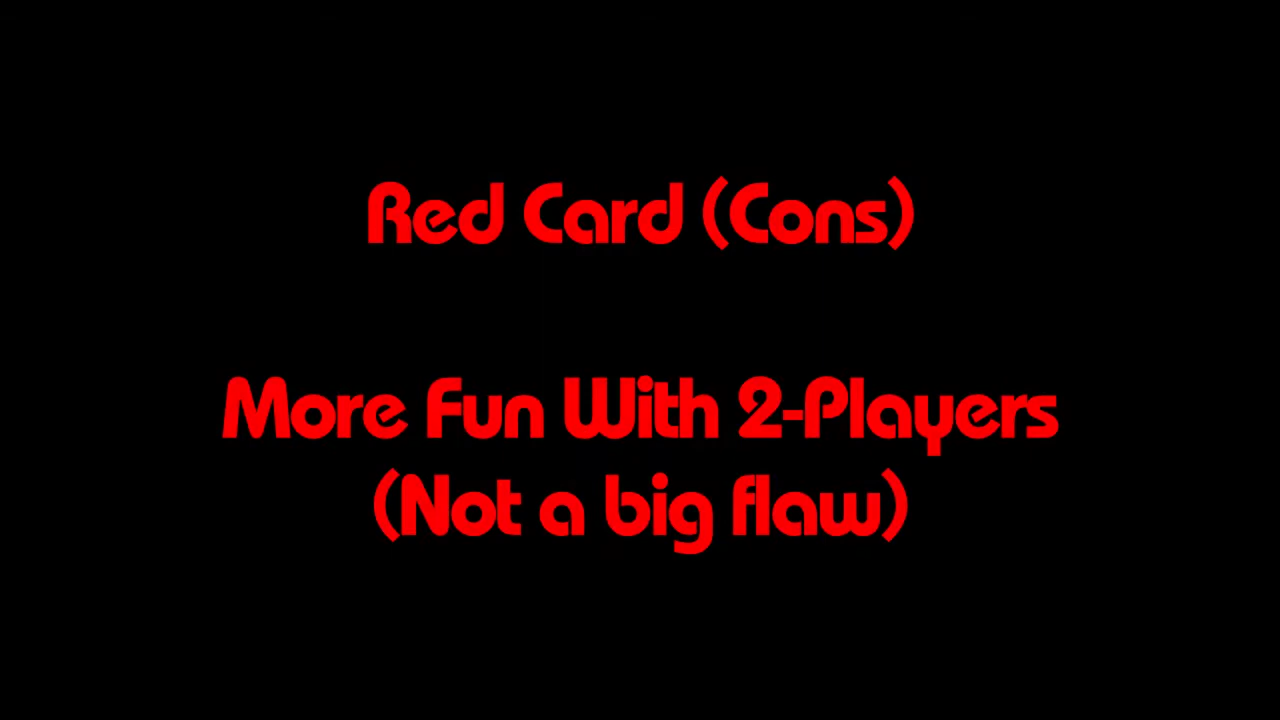 Red Card (Cons)
More Fun With 2-Players
(Not a big flaw)